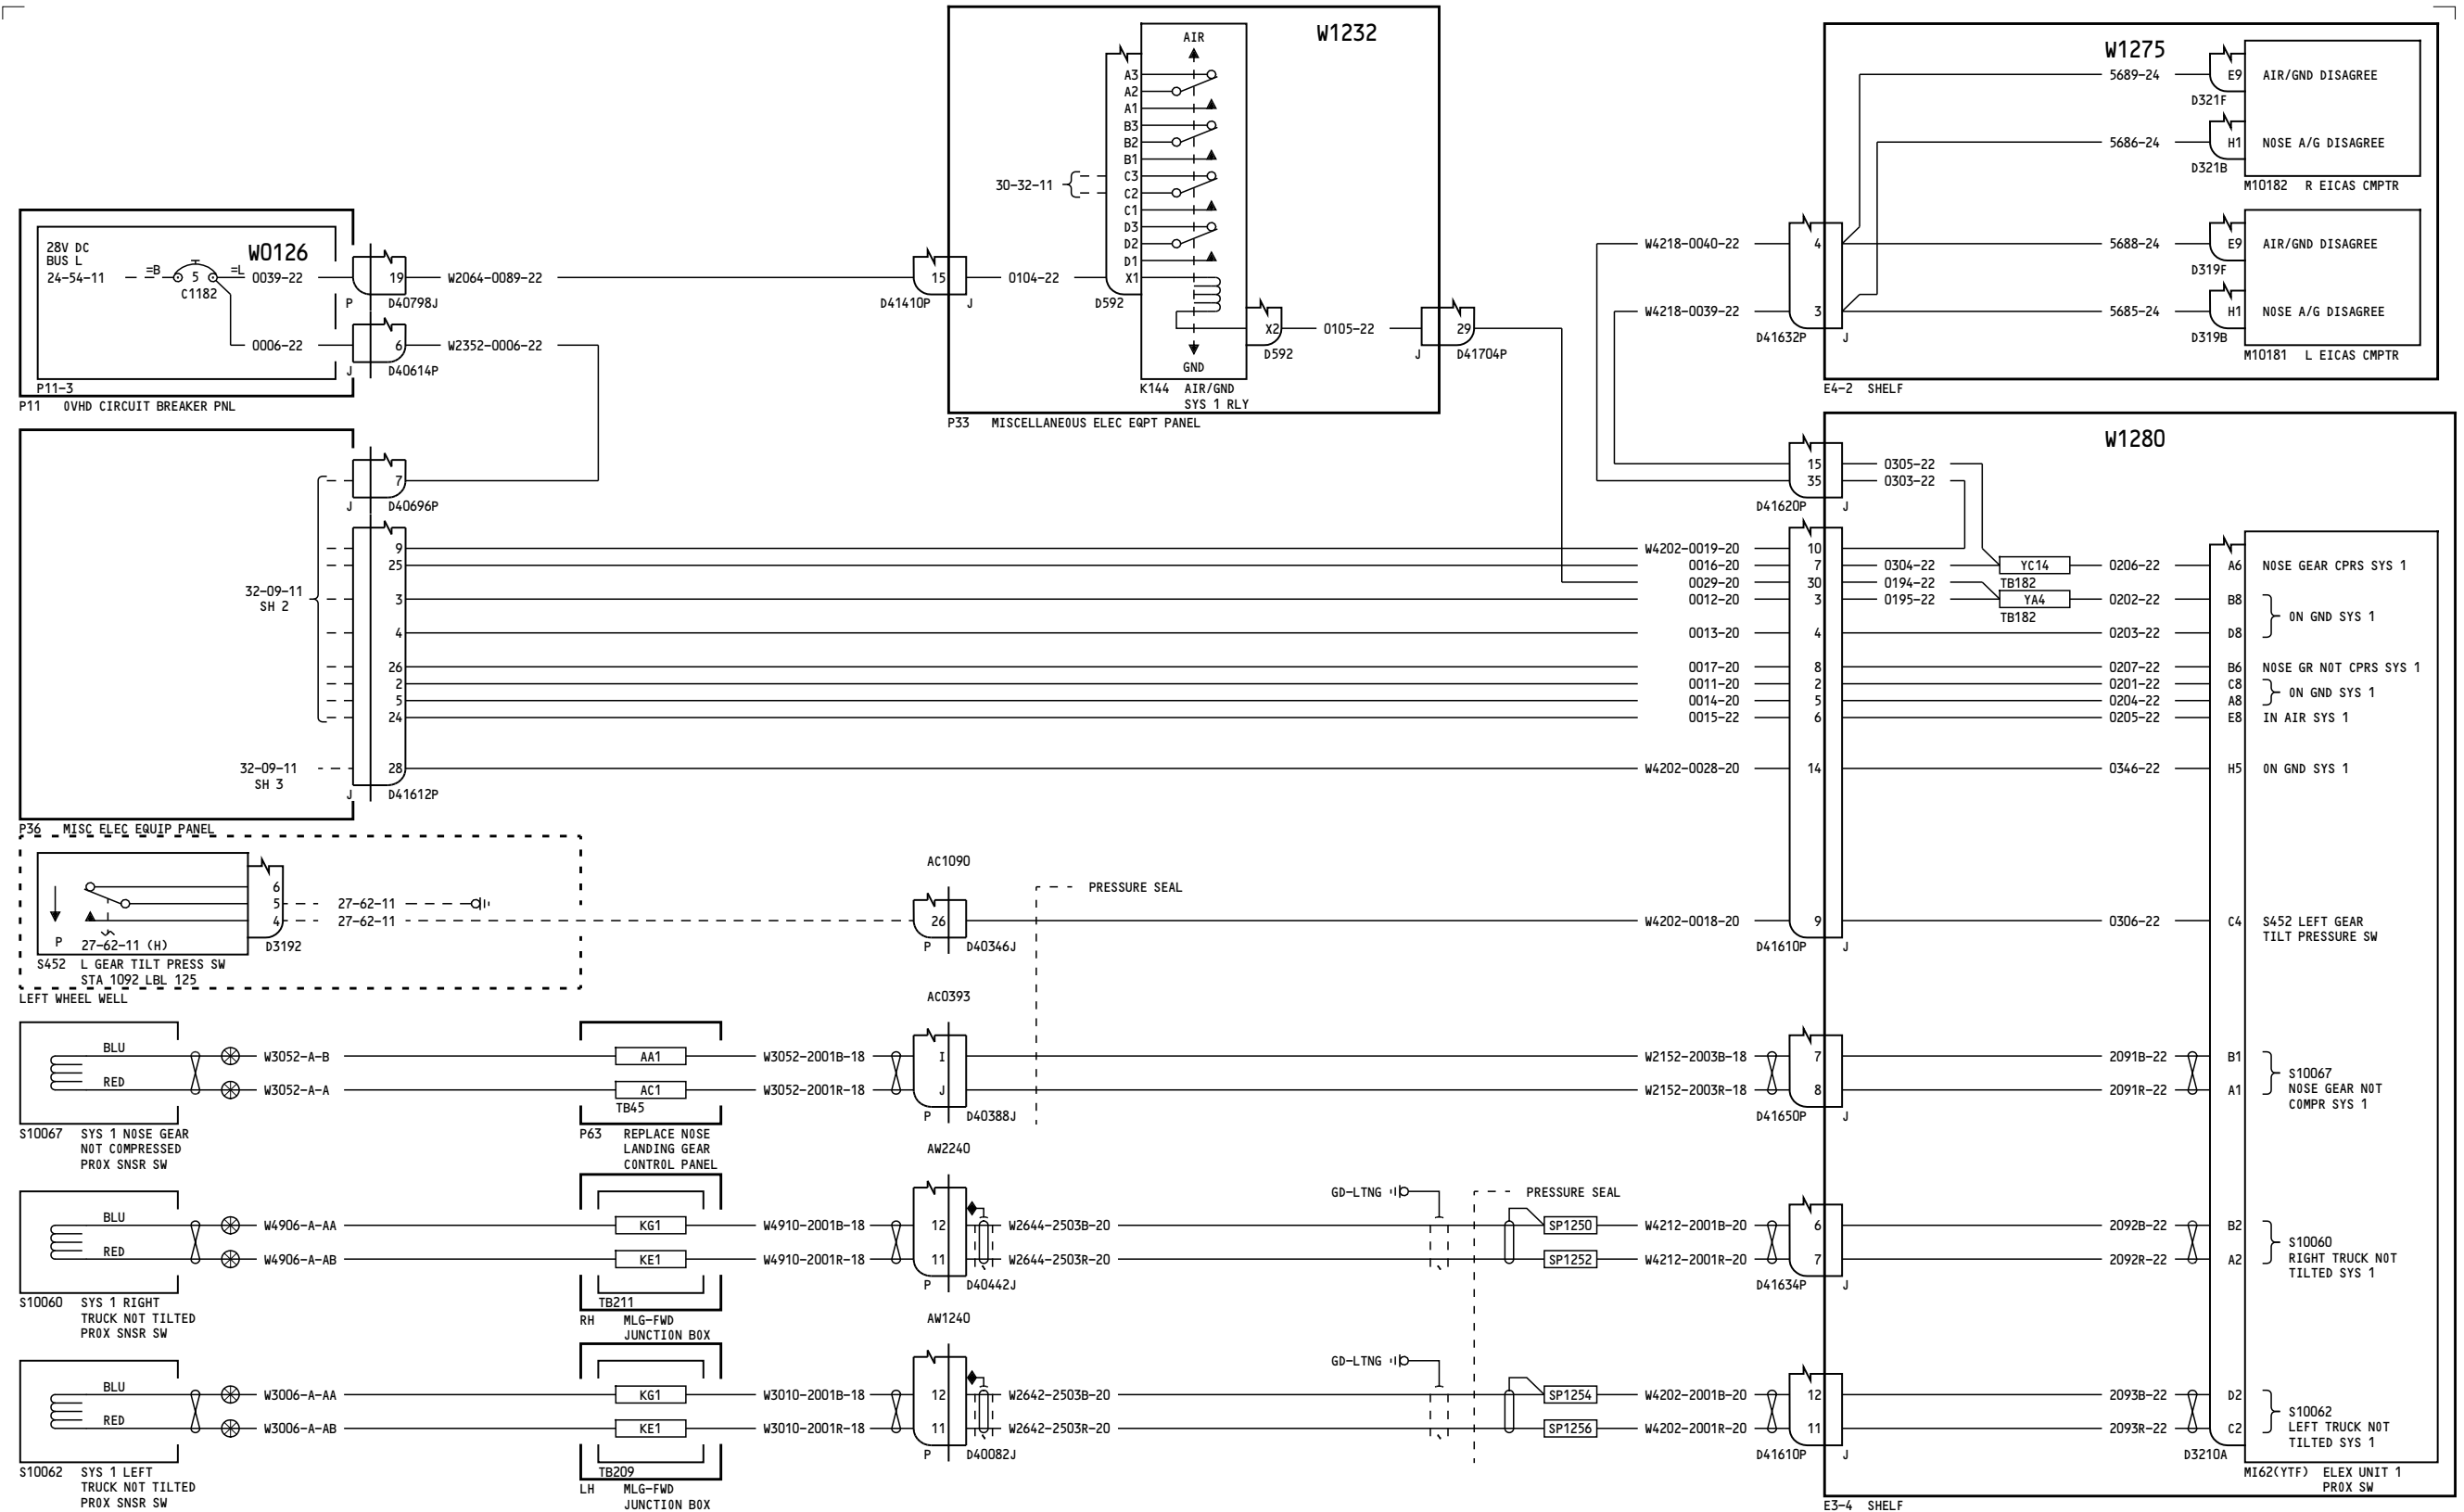 W0126
28V DC
BUS L
24-54-11
=B
5
=L
C1182
0039-22
0006-22
P
19
D40798J
J
6
D40614P
P11-3
P11 OVHD CIRCUIT BREAKER PNL
W2064-0089-22
W2352-0006-22
W1232
AIR
A3
A2
A1
B3
B2
B1
C3
C2
C1
D3
D2
D1
X1
30-32-11
15
D41410P
J
0104-22
D592
GND
X2
D592
0105-22
29
J
D41704P
K144 AIR/GND
SYS 1 RLY
P33 MISCELLANEOUS ELEC EQPT PANEL
W1275
5689-24
E9
AIR/GND DISAGREE
D321F
5686-24
H1
NOSE A/G DISAGREE
D321B
M10182 R EICAS CMPTR
W4218-0040-22
4
5688-24
E9
AIR/GND DISAGREE
D319F
W4218-0039-22
3
5685-24
H1
NOSE A/G DISAGREE
D41632P
J
D319B
M10181 L EICAS CMPTR
E4-2 SHELF
7
J
D40696P
32-09-11
SH 2
9
25
3
4
26
2
5
24
32-09-11
SH 3
28
J
D41612P
P36 MISC ELEC EQUIP PANEL
W1280
15
35
0305-22
0303-22
D41620P
J
W4202-0019-20
10
0016-20
7
0304-22
YC14
0206-22
A6
NOSE GEAR CPRS SYS 1
TB182
0029-20
30
0194-22
0012-20
3
0195-22
YA4
0202-22
B8
TB182
ON GND SYS 1
0013-20
4
0203-22
D8
0017-20
8
0207-22
B6
NOSE GR NOT CPRS SYS 1
0011-20
2
0201-22
C8
ON GND SYS 1
0014-20
5
0204-22
A8
0015-22
6
0205-22
E8
IN AIR SYS 1
W4202-0028-20
14
0346-22
H5
ON GND SYS 1
6
5
4
27-62-11
27-62-11
P
27-62-11 (H)
D3192
S452 L GEAR TILT PRESS SW
STA 1092 LBL 125
LEFT WHEEL WELL
AC1090
26
P
D40346J
PRESSURE SEAL
W4202-0018-20
9
0306-22
C4
S452 LEFT GEAR
TILT PRESSURE SW
D41610P
J
BLU
RED
W3052-A-B
W3052-A-A
S10067 SYS 1 NOSE GEAR
NOT COMPRESSED
PROX SNSR SW
AA1
AC1
TB45
P63 REPLACE NOSE
LANDING GEAR
CONTROL PANEL
W3052-2001B-18
W3052-2001R-18
AC0393
I
J
P
D40388J
W2152-2003B-18
W2152-2003R-18
7
8
D41650P
J
2091B-22
2091R-22
B1
A1
S10067
NOSE GEAR NOT
COMPR SYS 1
BLU
RED
W4906-A-AA
W4906-A-AB
S10060 SYS 1 RIGHT
TRUCK NOT TILTED
PROX SNSR SW
KG1
KE1
TB211
RH MLG-FWD
JUNCTION BOX
W4910-2001B-18
W4910-2001R-18
AW2240
12
11
P
D40442J
W2644-2503B-20
W2644-2503R-20
GD-LTNG
PRESSURE SEAL
SP1250
SP1252
W4212-2001B-20
W4212-2001R-20
6
7
D41634P
J
2092B-22
2092R-22
B2
A2
S10060
RIGHT TRUCK NOT
TILTED SYS 1
BLU
RED
W3006-A-AA
W3006-A-AB
S10062 SYS 1 LEFT
TRUCK NOT TILTED
PROX SNSR SW
KG1
KE1
TB209
LH MLG-FWD
JUNCTION BOX
W3010-2001B-18
W3010-2001R-18
AW1240
12
11
P
D40082J
W2642-2503B-20
W2642-2503R-20
GD-LTNG
SP1254
SP1256
W4202-2001B-20
W4202-2001R-20
12
11
D41610P
J
2093B-22
2093R-22
D2
C2
S10062
LEFT TRUCK NOT
TILTED SYS 1
D3210A
MI62(YTF) ELEX UNIT 1
PROX SW
E3-4 SHELF